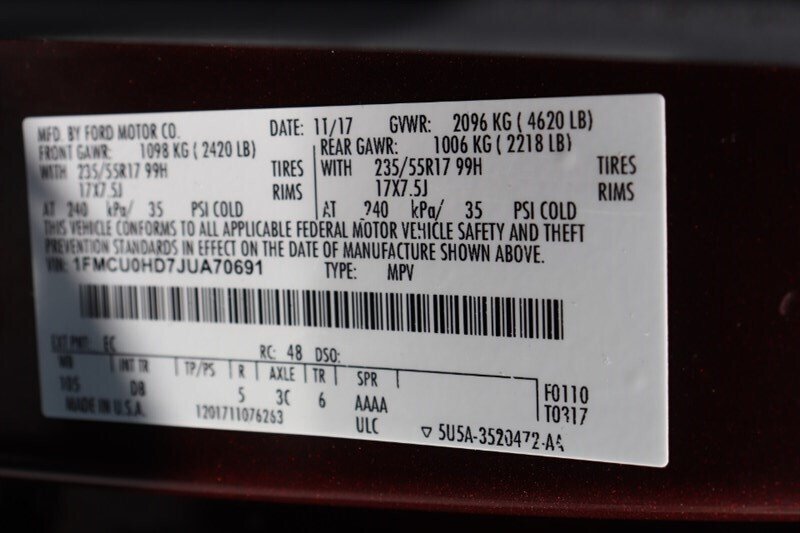 MFD. BY FORD MOTOR CO. DATE: 11/17 GVWR: 2096 KG ( 4620 LB)
FRONT GAWR: 1098 KG ( 2420 LB) REAR GAWR: 1006 KG ( 2218 LB)
WITH 235/55R17 99H TIRES WITH 235/55R17 99H TIRES
17X7.5J RIMS 17X7.5J RIMS
AT 240 kPa/ 35 PSI COLD AT 240 kPa/ 35 PSI COLD
THIS VEHICLE CONFORMS TO ALL APPLICABLE FEDERAL MOTOR VEHICLE SAFETY AND THEFT
PREVENTION STANDARDS IN EFFECT ON THE DATE OF MANUFACTURE SHOWN ABOVE.
VIN: 1FMCU0HD7JUA70691 TYPE: MPV
EXT PNT: EC RC: 48 DSO:
WB INT TR TP/PS R AXLE TR SPR
105 DB 5 3C 6 AAAA F0110
MADE IN U.S.A. 1201711076263 ULC T0317
▽ 5U5A-3520472-AA